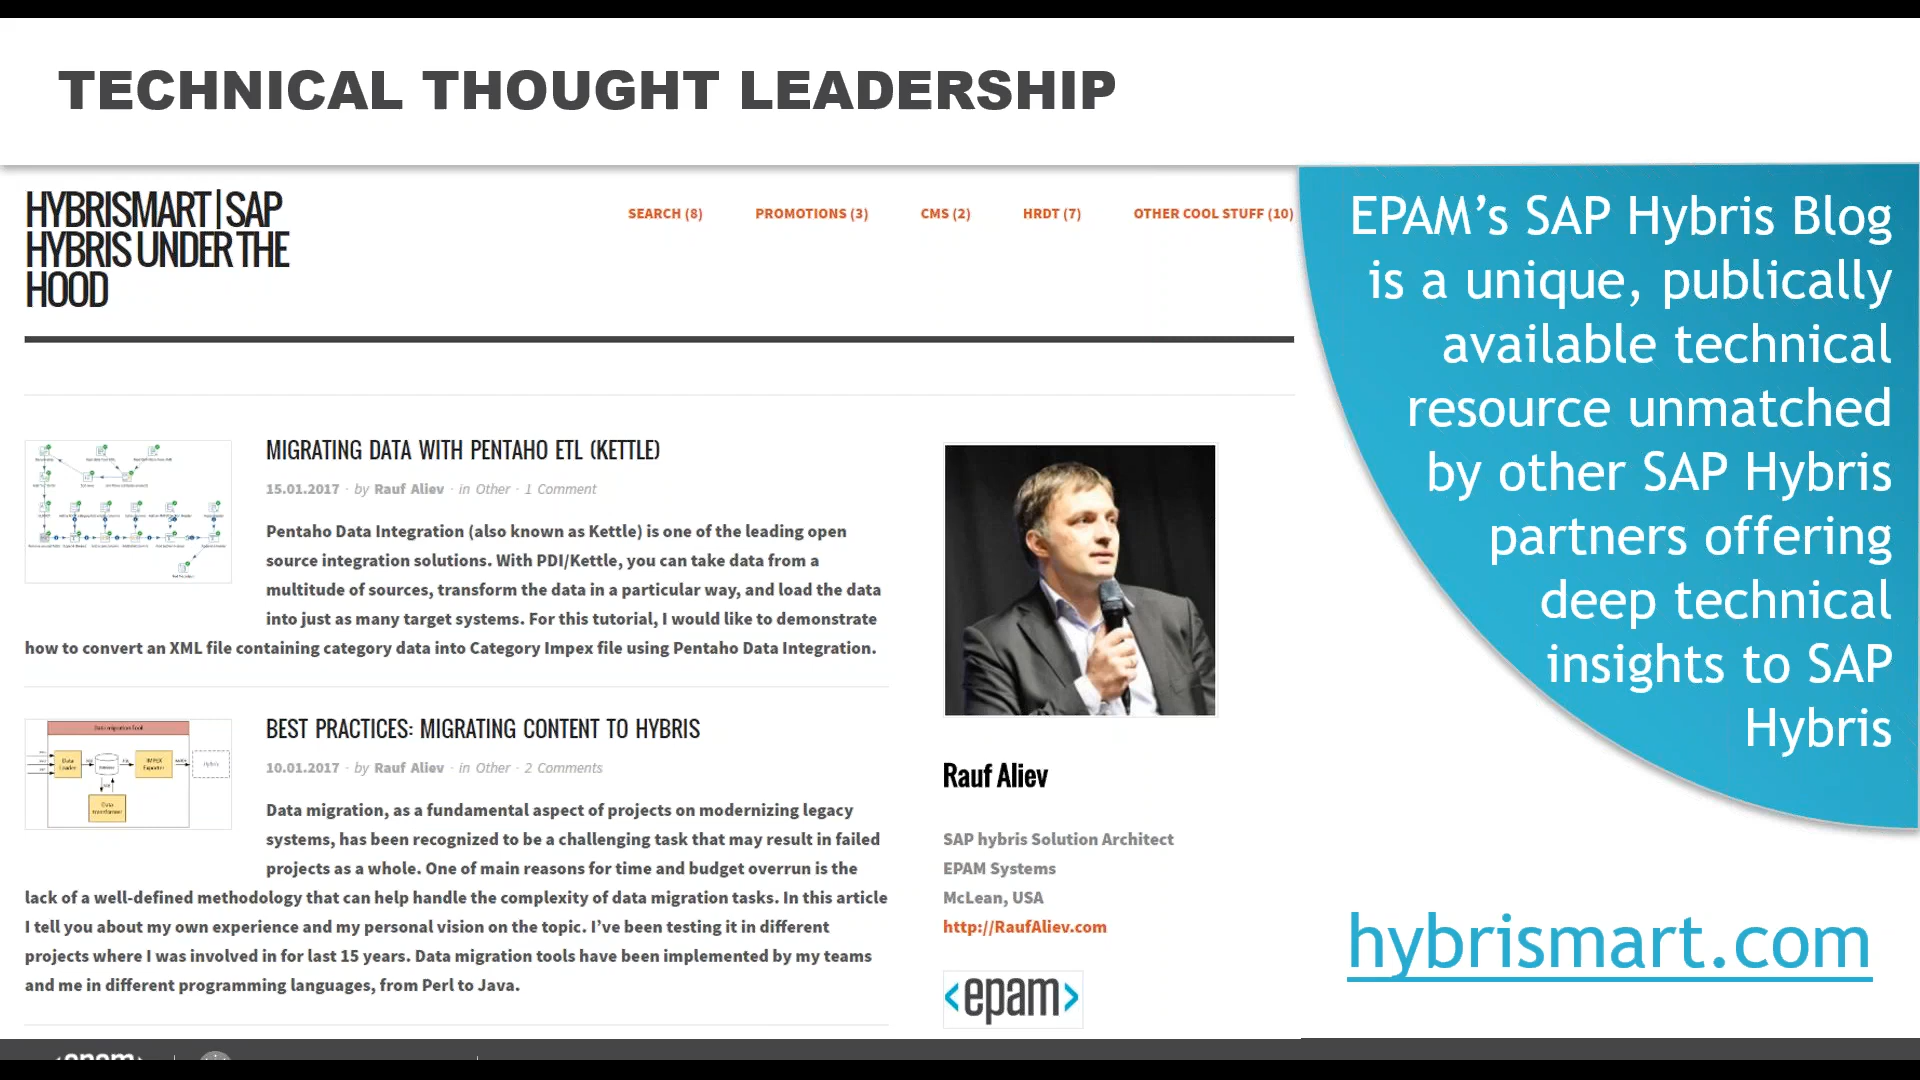 TECHNICAL THOUGHT LEADERSHIP
HYBRISMART | SAP
HYBRIS UNDER THE
HOOD
SEARCH (8)
PROMOTIONS (3)
CMS (2)
HRDT (7)
OTHER COOL STUFF (10)
MIGRATING DATA WITH PENTAHO ETL (KETTLE)
15.01.2017 · by Rauf Aliev · in Other · 1 Comment
Pentaho Data Integration (also known as Kettle) is one of the leading open
source integration solutions. With PDI/Kettle, you can take data from a
multitude of sources, transform the data in a particular way, and load the data
into just as many target systems. For this tutorial, I would like to demonstrate
how to convert an XML file containing category data into Category Impex file using Pentaho Data Integration.
Data migration tool
Data
Loader
IMPEX
Exporter
Hybris
Data
transformer
BEST PRACTICES: MIGRATING CONTENT TO HYBRIS
10.01.2017 · by Rauf Aliev · in Other · 2 Comments
Data migration, as a fundamental aspect of projects on modernizing legacy
systems, has been recognized to be a challenging task that may result in failed
projects as a whole. One of main reasons for time and budget overrun is the
lack of a well-defined methodology that can help handle the complexity of data migration tasks. In this article
I tell you about my own experience and my personal vision on the topic. I’ve been testing it in different
projects where I was involved in for last 15 years. Data migration tools have been implemented by my teams
and me in different programming languages, from Perl to Java.
Rauf Aliev
SAP hybris Solution Architect
EPAM Systems
McLean, USA
http://RaufAliev.com
<epam>
EPAM’s SAP Hybris Blog
is a unique, publically
available technical
resource unmatched
by other SAP Hybris
partners offering
deep technical
insights to SAP
Hybris
hybrismart.com
<epam>